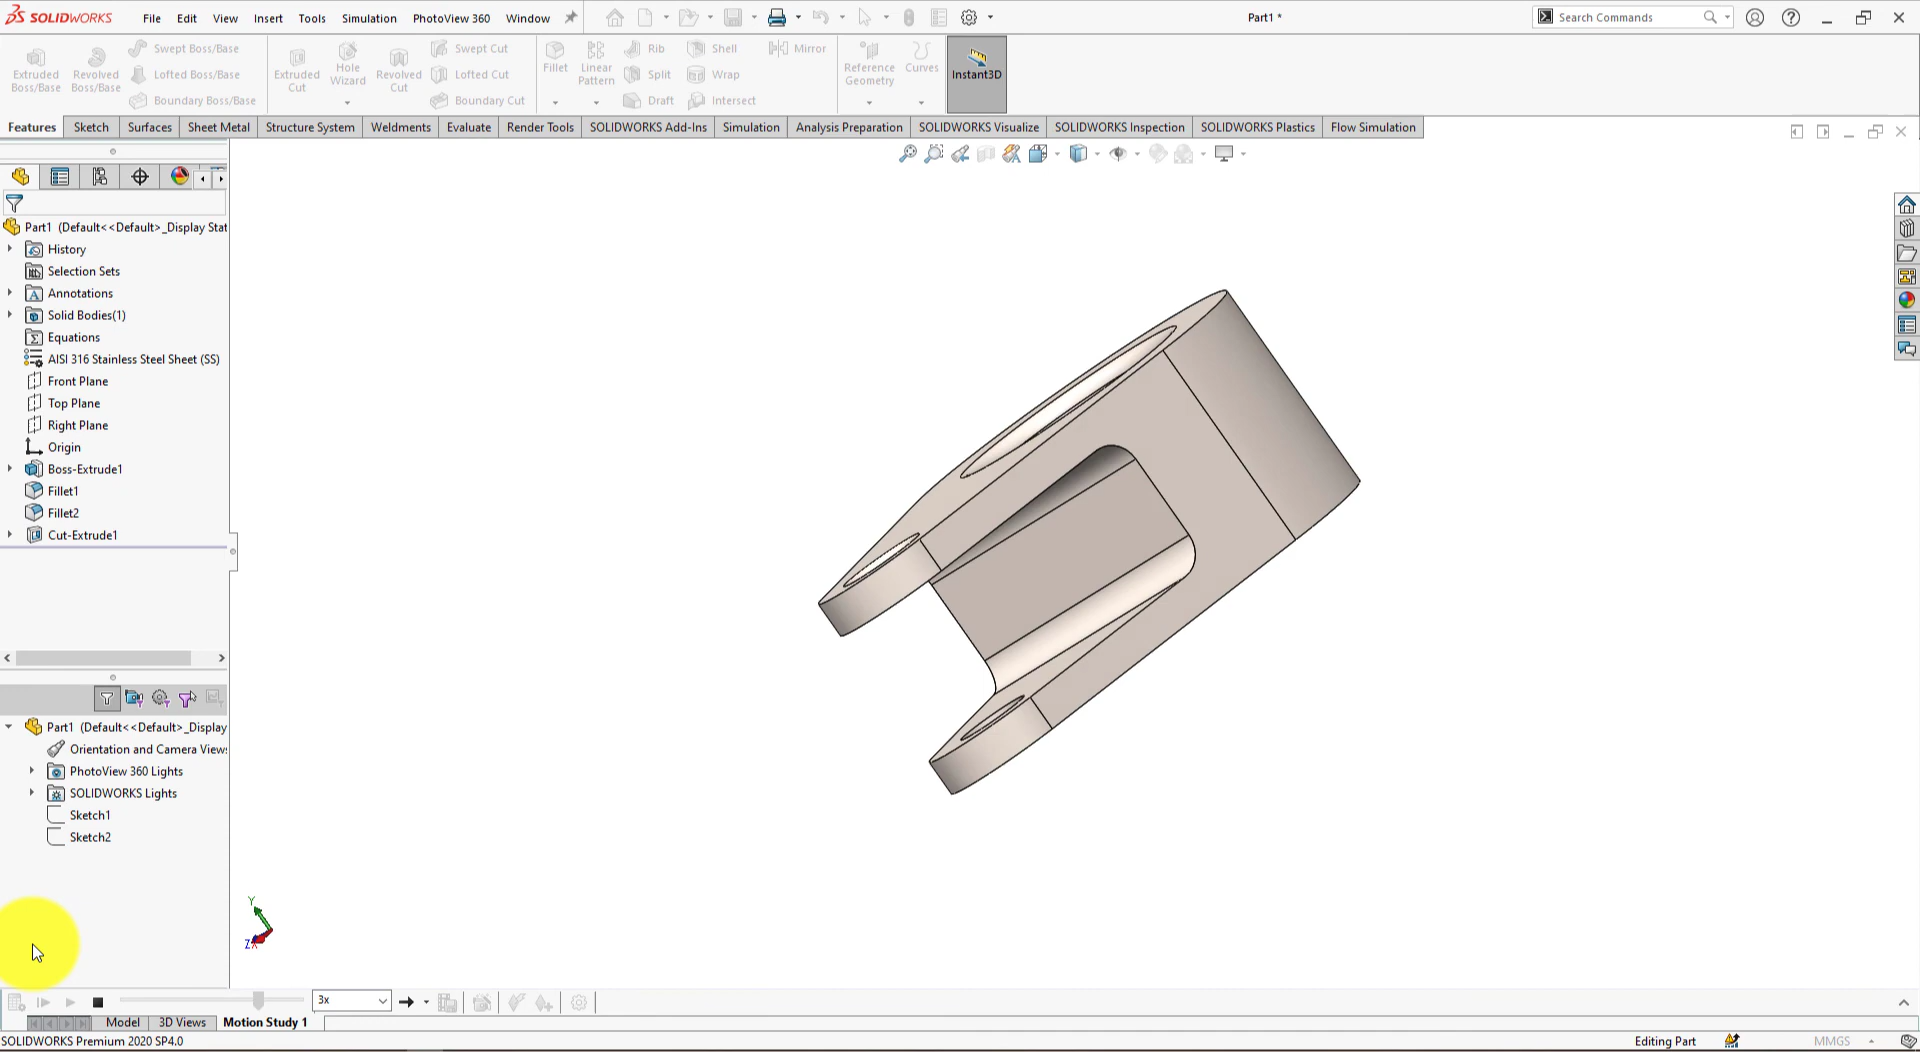 SOLIDWORKS File Edit View Insert Tools Simulation PhotoView 360 Window Part1 * Search Commands
Extruded Boss/Base
Revolved Boss/Base
Swept Boss/Base
Lofted Boss/Base
Boundary Boss/Base
Extruded Cut
Hole Wizard
Revolved Cut
Swept Cut
Lofted Cut
Boundary Cut
Fillet
Linear Pattern
Rib
Split
Draft
Shell
Wrap
Intersect
Mirror
Reference Geometry
Curves
Instant3D
Features Sketch Surfaces Sheet Metal Structure System Weldments Evaluate Render Tools SOLIDWORKS Add-Ins Simulation Analysis Preparation SOLIDWORKS Visualize SOLIDWORKS Inspection SOLIDWORKS Plastics Flow Simulation
Part1 (Default<<Default>_Display Stat
History
Selection Sets
Annotations
Solid Bodies(1)
Equations
AISI 316 Stainless Steel Sheet (SS)
Front Plane
Top Plane
Right Plane
Origin
Boss-Extrude1
Fillet1
Fillet2
Cut-Extrude1
Part1 (Default<<Default>_Display
Orientation and Camera Views
PhotoView 360 Lights
SOLIDWORKS Lights
Sketch1
Sketch2
Y
Z
3x
Model 3D Views Motion Study 1
SOLIDWORKS Premium 2020 SP4.0 Editing Part MMGS